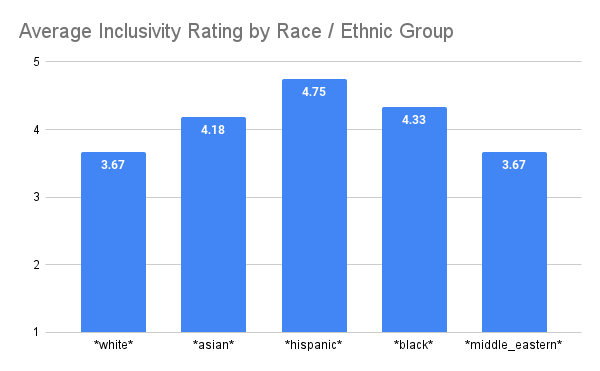 Average Inclusivity Rating by Race / Ethnic Group
5
4
3
2
1
3.67
4.18
4.75
4.33
3.67
*white*
*asian*
*hispanic*
*black*
*middle_eastern*